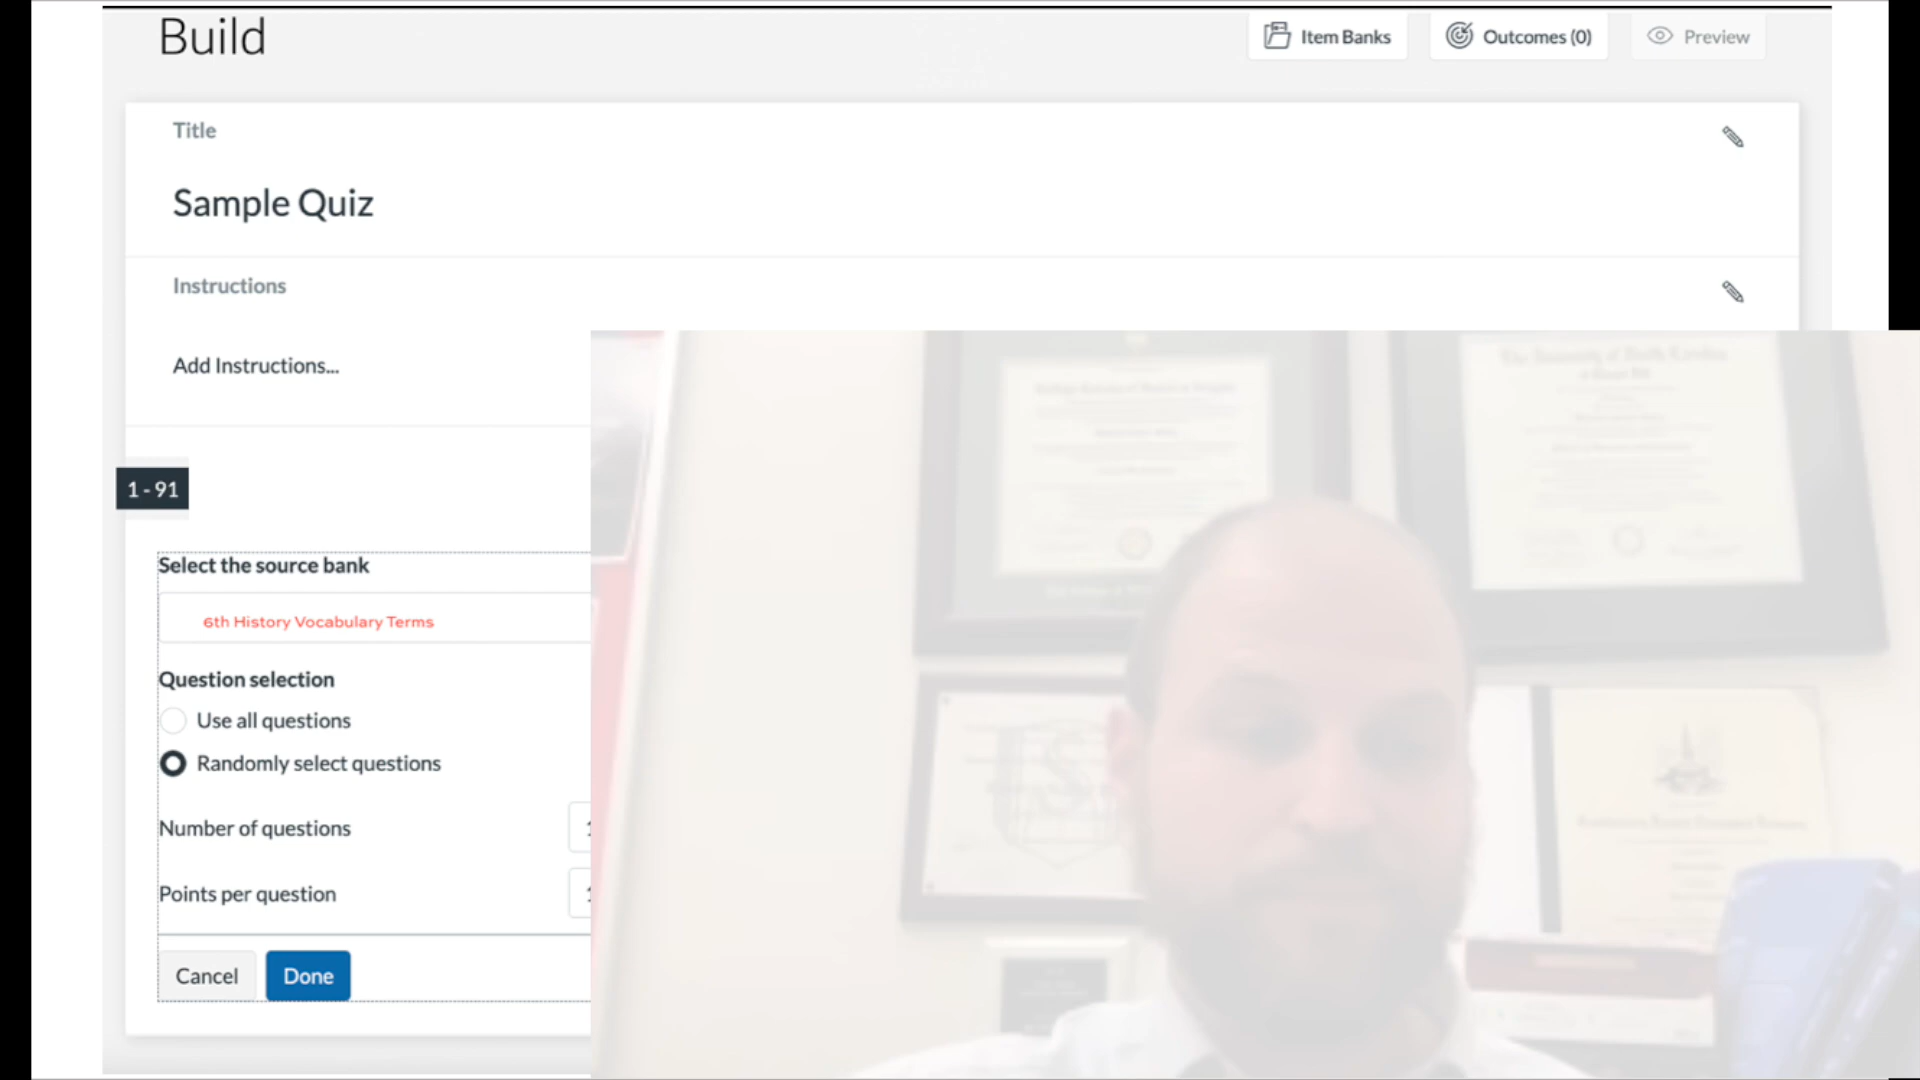 Build
Item Banks
Outcomes (0)
Preview
Title
Sample Quiz
Instructions
Add Instructions...
1 - 91
Select the source bank
6th History Vocabulary Terms
Question selection
Use all questions
Randomly select questions
Number of questions
Points per question
Cancel
Done